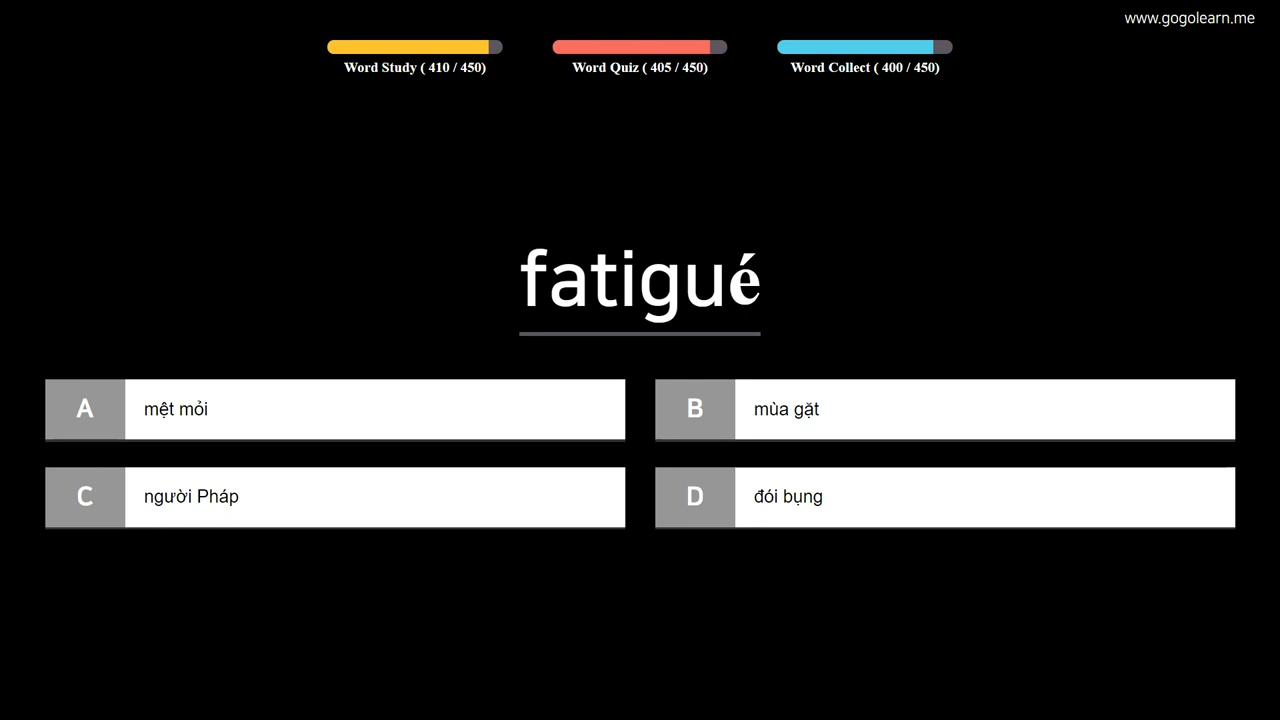 www.gogolearn.me
Word Study ( 410 / 450)
Word Quiz ( 405 / 450)
Word Collect ( 400 / 450)
fatigué
A mệt mỏi
B mùa gặt
C người Pháp
D đói bụng